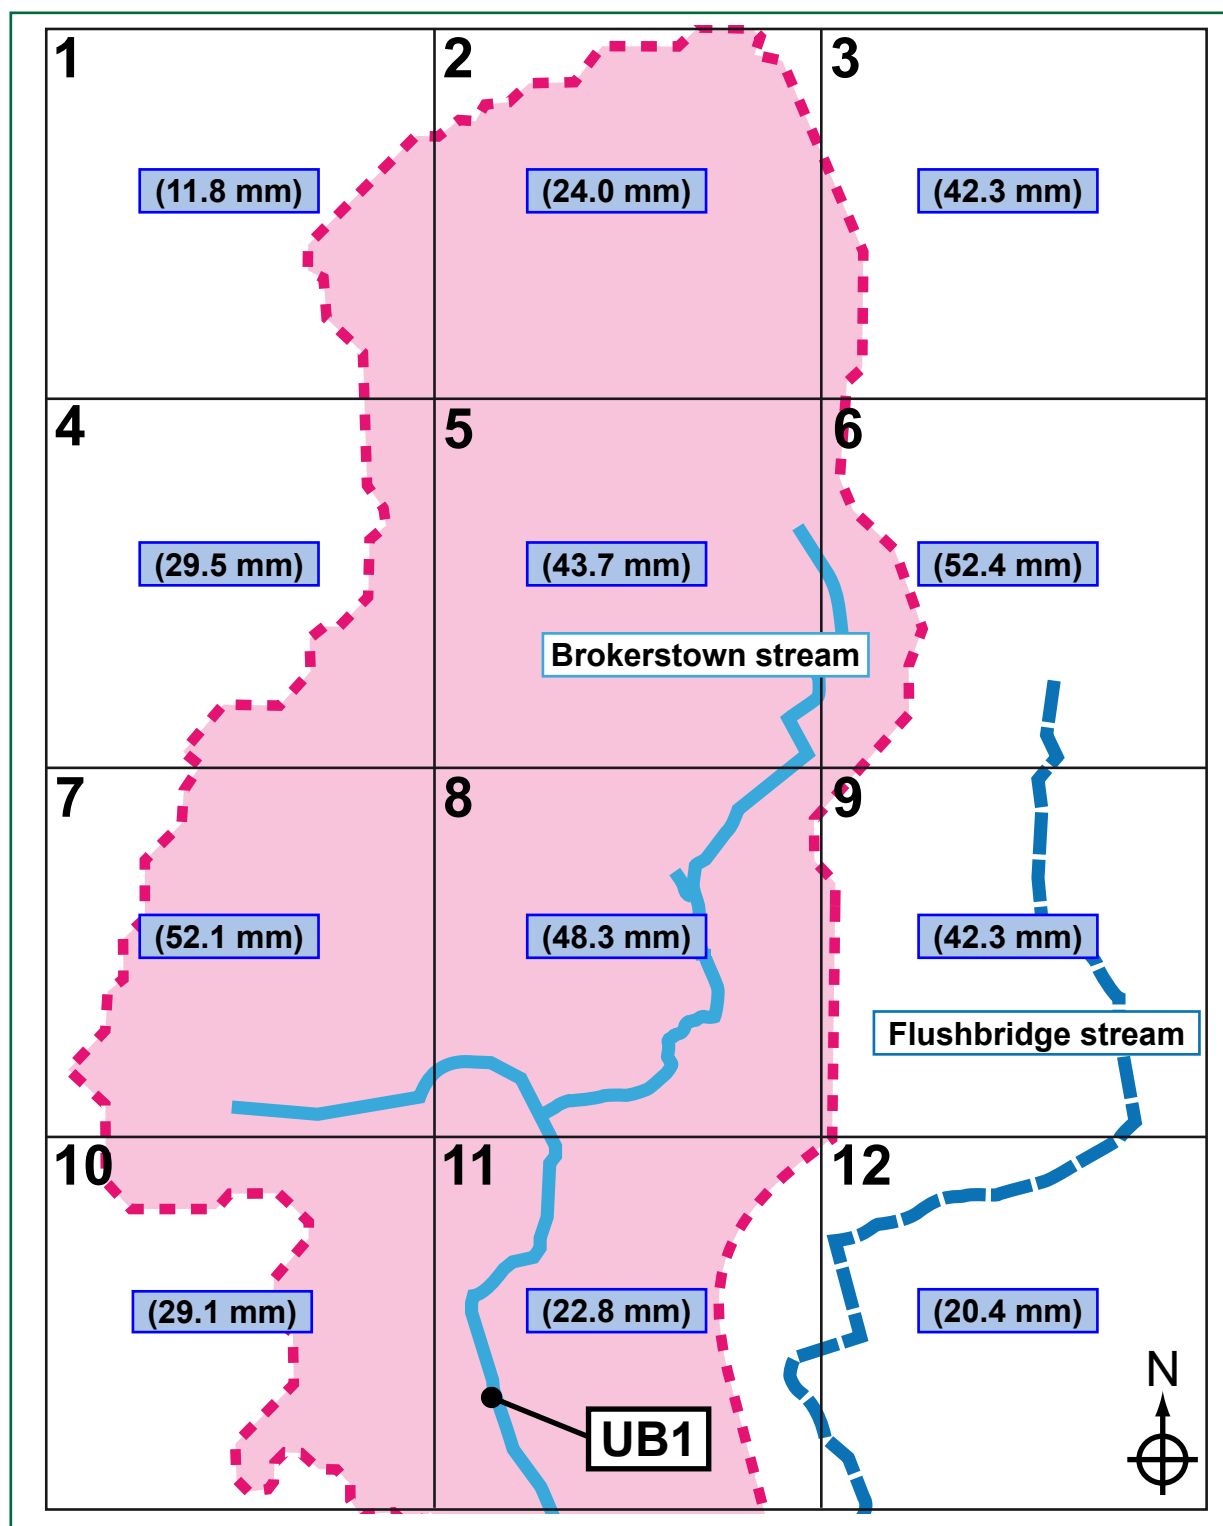 1
2
3
(11.8 mm)
(24.0 mm)
(42.3 mm)
4
5
6
(29.5 mm)
(43.7 mm)
(52.4 mm)
Brokerstown stream
7
8
9
(52.1 mm)
(48.3 mm)
(42.3 mm)
Flushbridge stream
10
11
12
(29.1 mm)
(22.8 mm)
(20.4 mm)
N
UB1